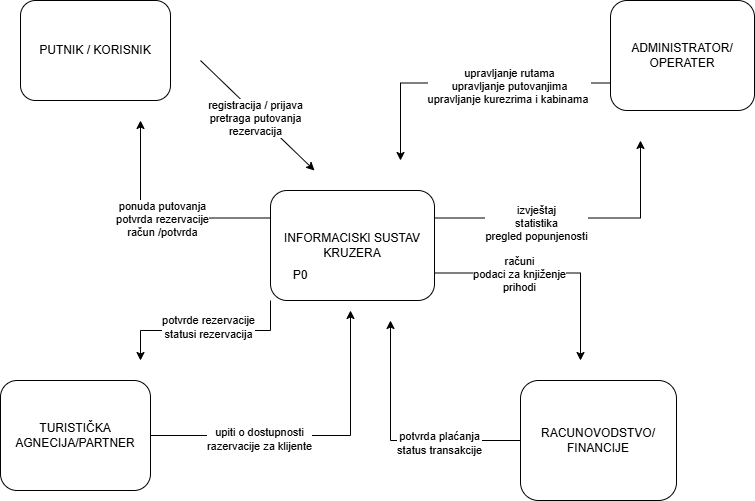 PUTNIK / KORISNIK
ADMINISTRATOR/
OPERATER
upravljanje rutama
upravljanje putovanjima
upravljanje kurezrima i kabinama
registracija / prijava
pretraga putovanja
rezervacija
ponuda putovanja
potvrda rezervacije
račun /potvrda
INFORMACISKI SUSTAV
KRUZERA
P0
izvještaj
statistika
pregled popunjenosti
računi
podaci za knjiženje
prihodi
potvrde rezervacije
statusi rezervacija
TURISTIČKA
AGNECIJA/PARTNER
upiti o dostupnosti
razervacije za klijente
potvrda plaćanja
status transakcije
RACUNOVODSTVO/
FINANCIJE